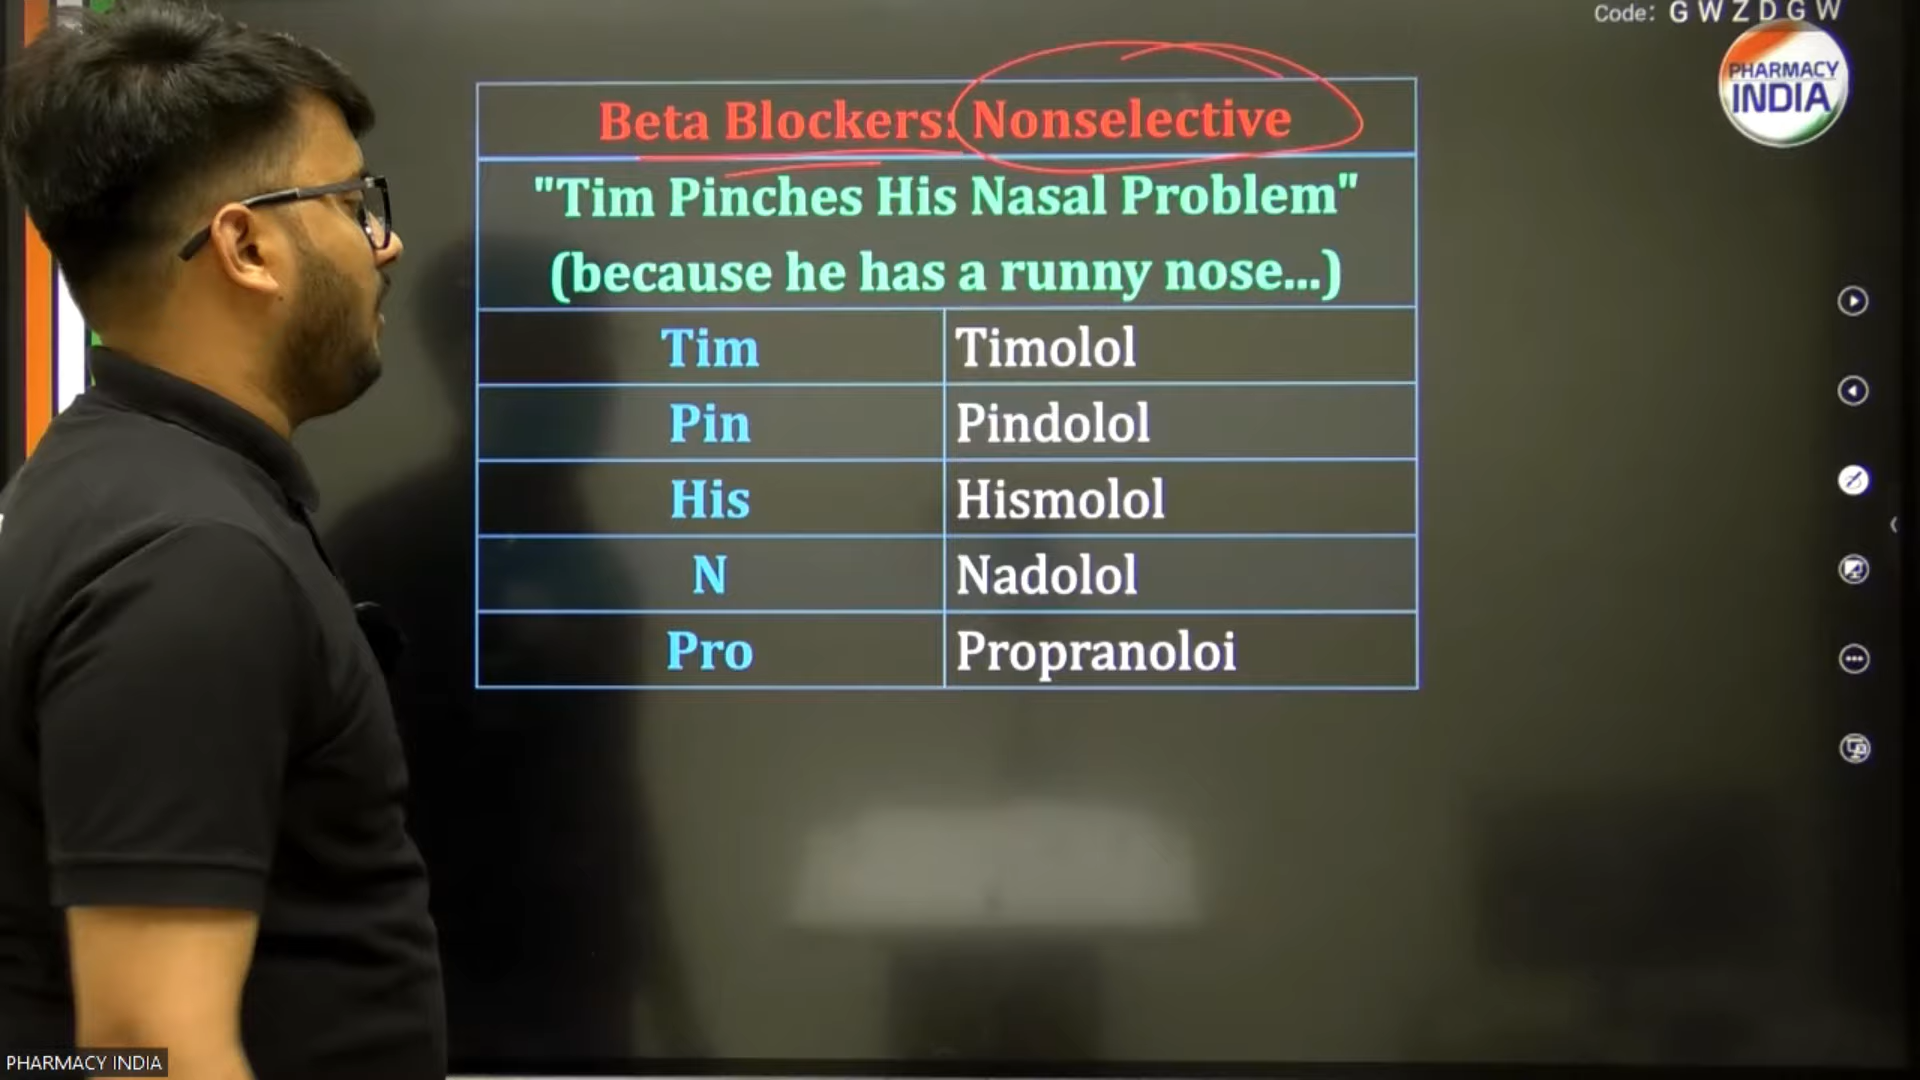 Code: G W Z D G W
PHARMACY
INDIA
Beta Blockers: Nonselective
"Tim Pinches His Nasal Problem"
(because he has a runny nose...)
Tim Timolol
Pin Pindolol
His Hismolol
N Nadolol
Pro Propranoloi
PHARMACY INDIA